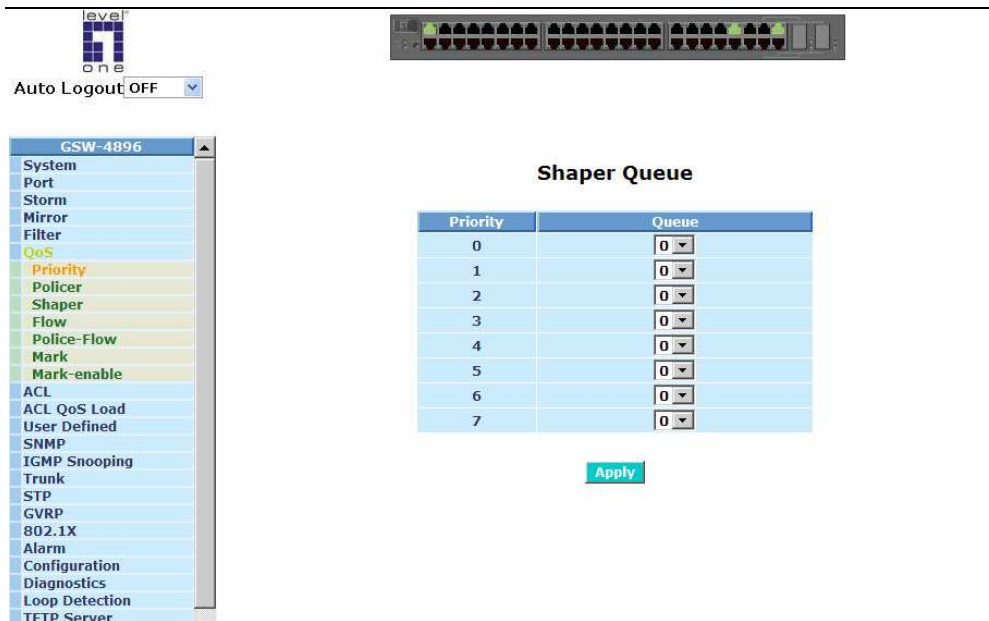 level
one
Auto Logout OFF
GSW-4896
System
Port
Storm
Mirror
Filter
QoS
Priority
Policer
Shaper
Flow
Police-Flow
Mark
Mark-enable
ACL
ACL QoS Load
User Defined
SNMP
IGMP Snooping
Trunk
STP
GVRP
802.1X
Alarm
Configuration
Diagnostics
Loop Detection
TFTP Server
Shaper Queue
Priority Queue
0 0
1 0
2 0
3 0
4 0
5 0
6 0
7 0
Apply